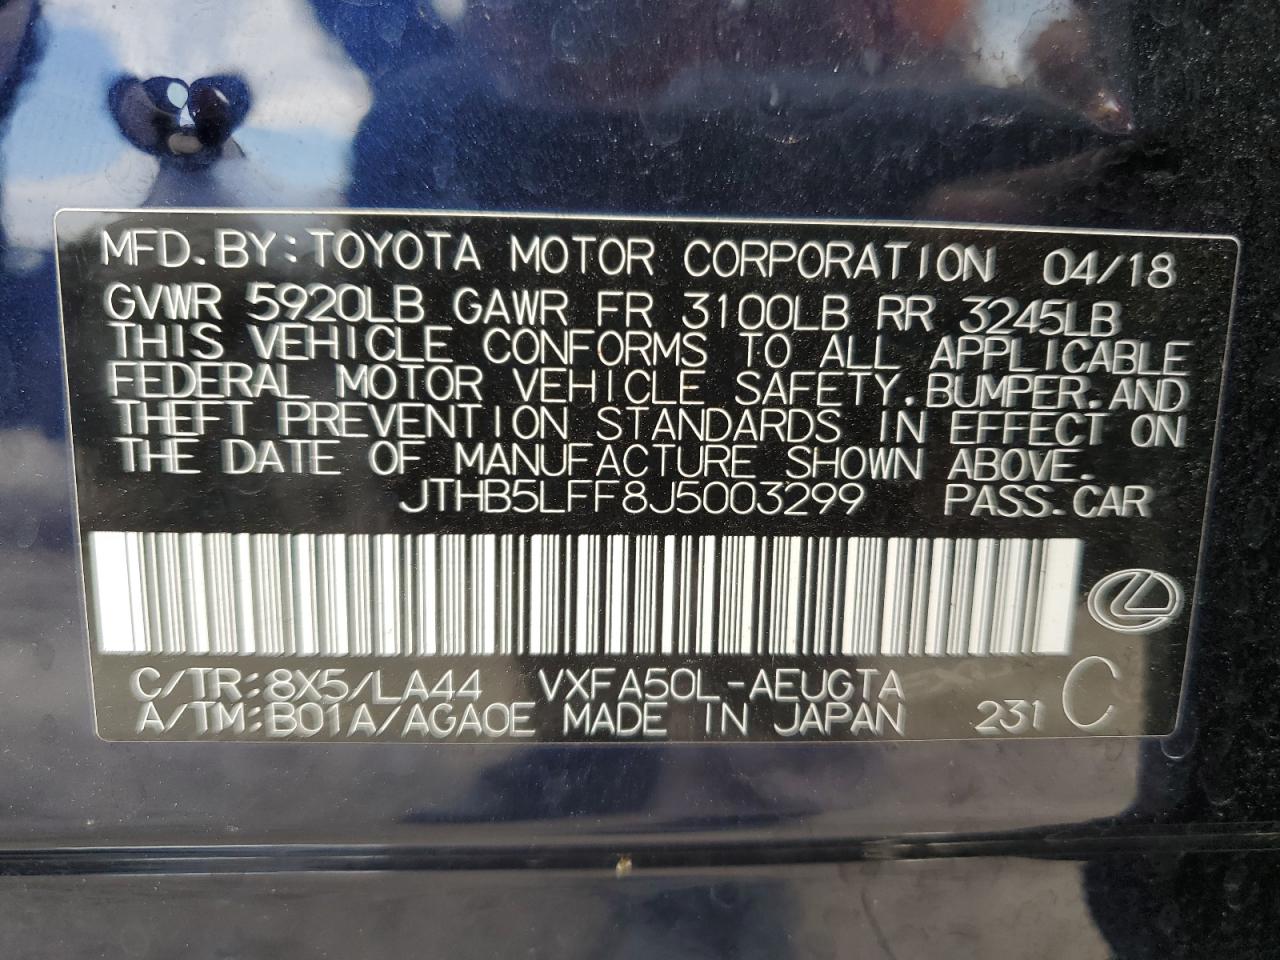 MFD. BY: TOYOTA MOTOR CORPORATION 04/18
GVWR 5920LB GAWR FR 3100LB RR 3245LB
THIS VEHICLE CONFORMS TO ALL APPLICABLE
FEDERAL MOTOR VEHICLE SAFETY, BUMPER, AND
THEFT PREVENTION STANDARDS IN EFFECT ON
THE DATE OF MANUFACTURE SHOWN ABOVE.
JTHB5LFF8J5003299 PASS. CAR
C/TR: 8X5/LA44 VXFA50L-AEUGTA
A/TM: B01A/AGA0E MADE IN JAPAN 231 C